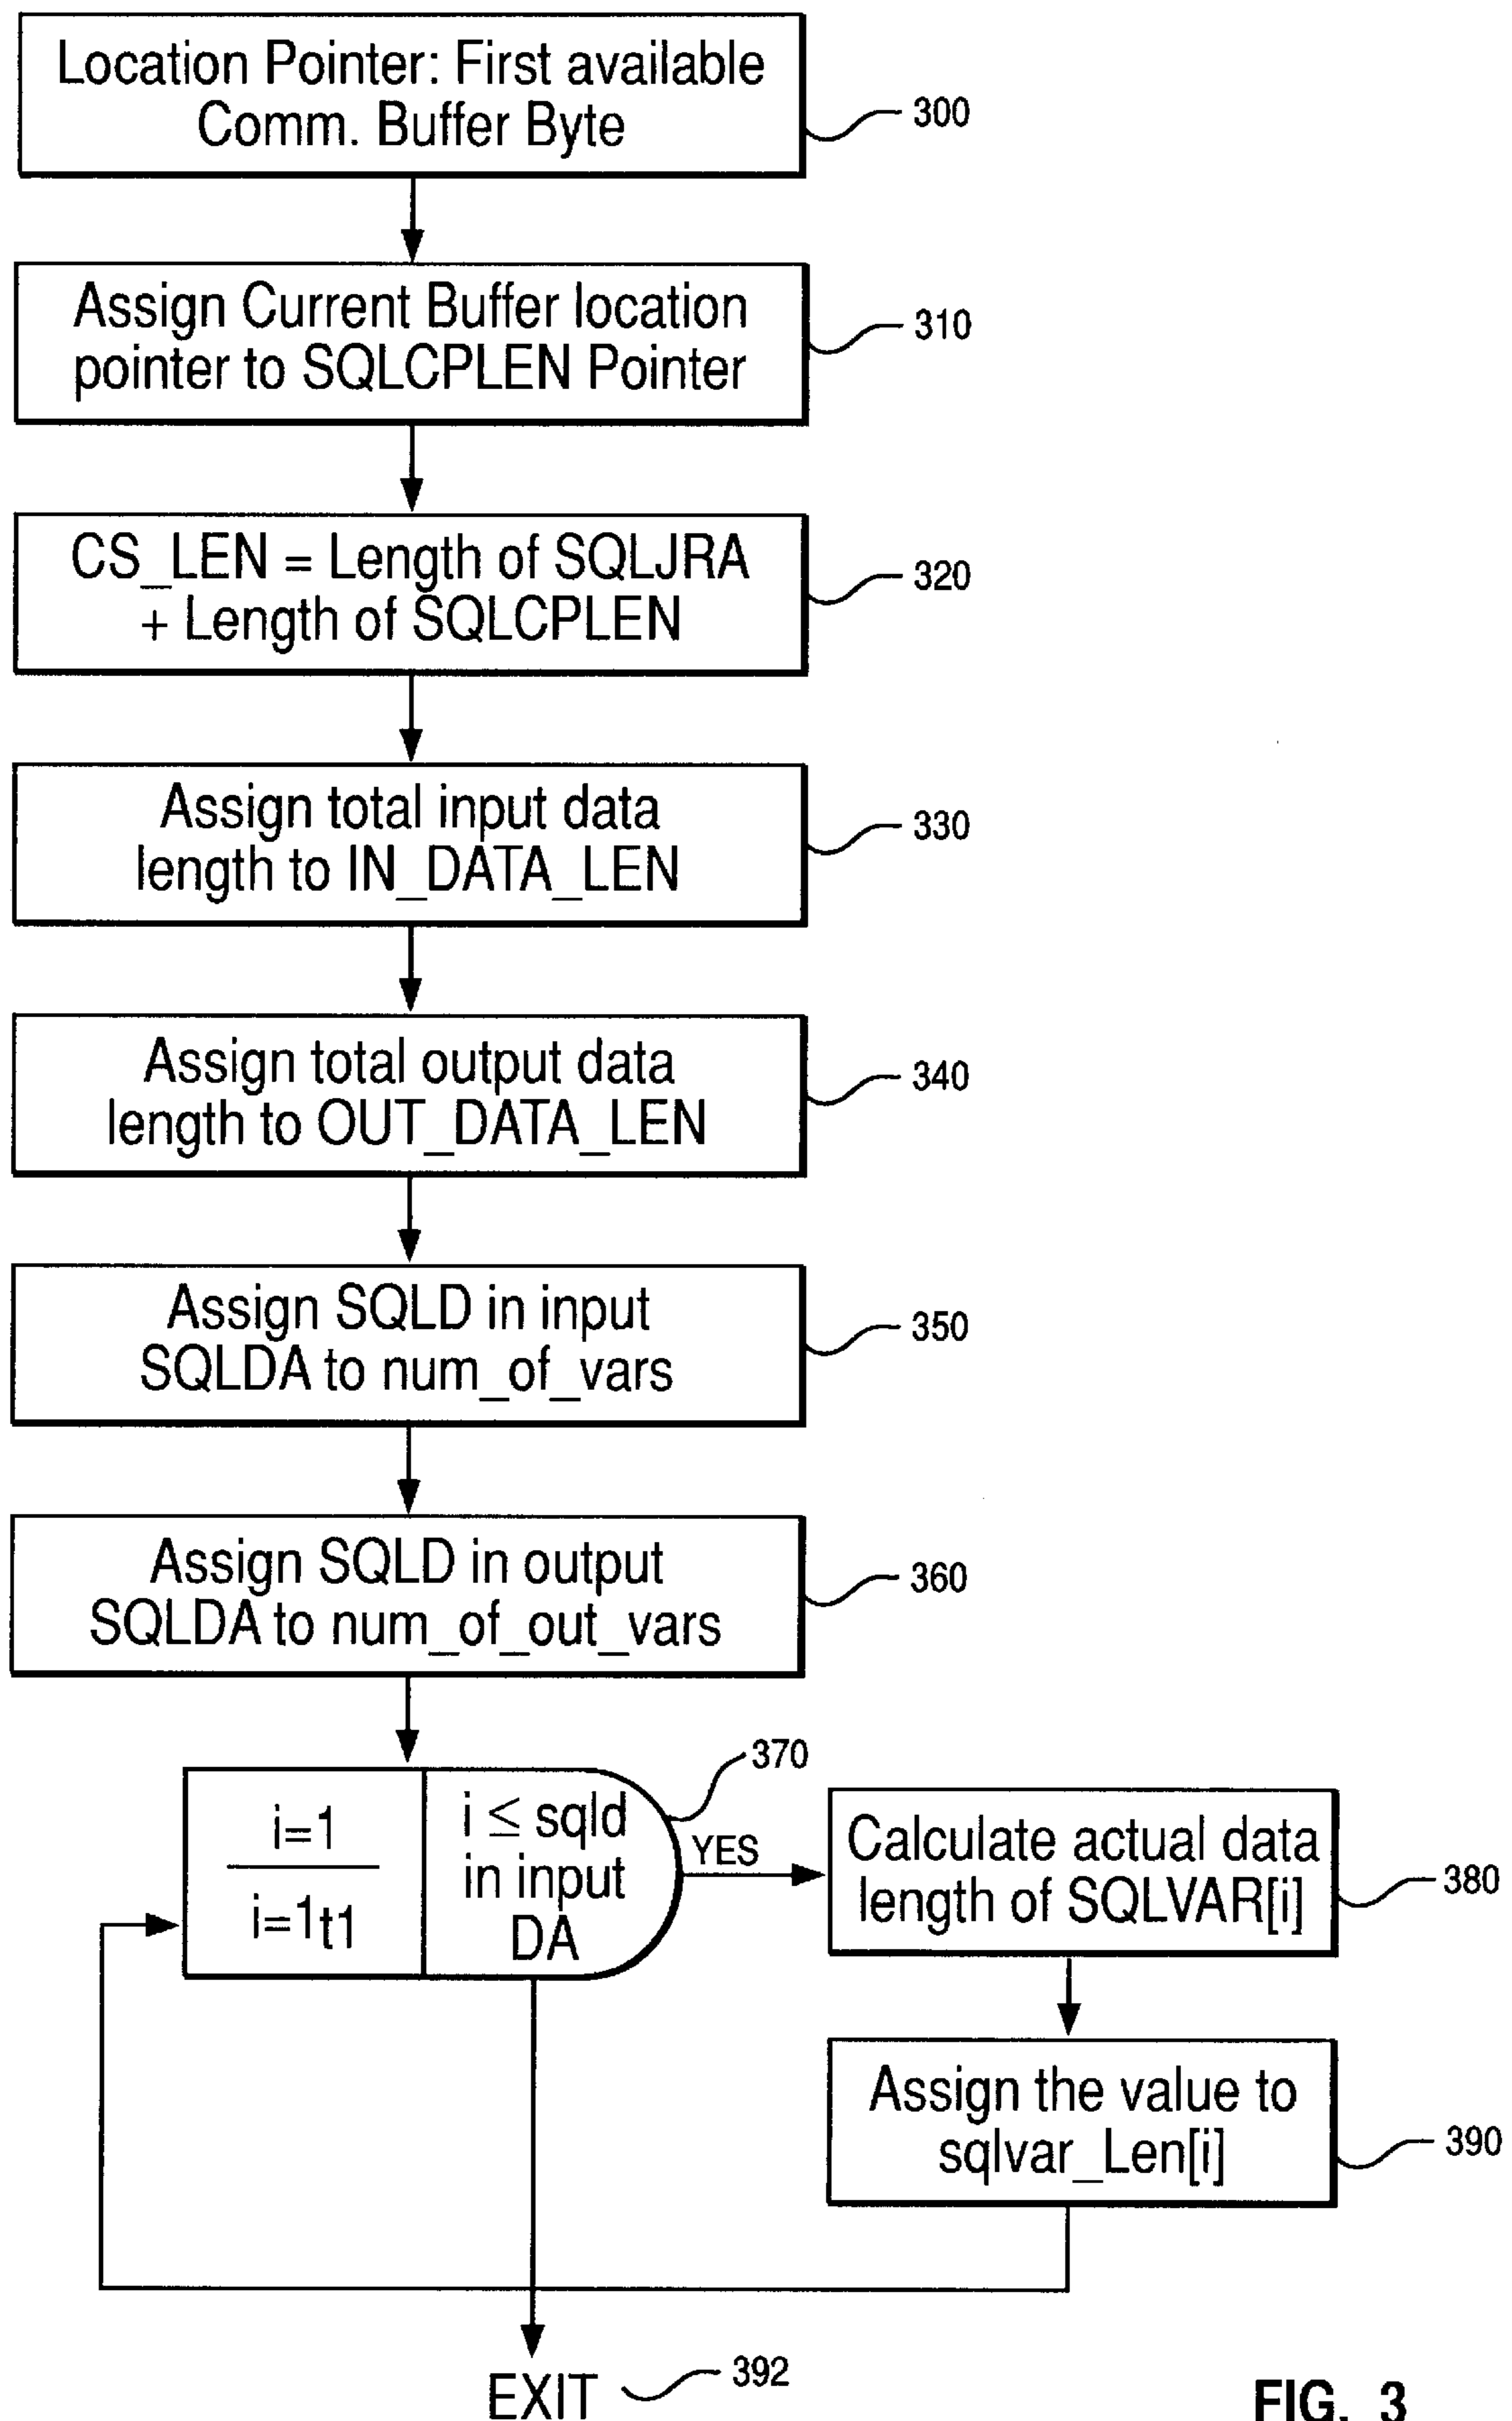 Location Pointer: First available
Comm. Buffer Byte
300
Assign Current Buffer location
pointer to SQLCPLEN Pointer
310
CS_LEN = Length of SQLJRA
+ Length of SQLCPLEN
320
Assign total input data
length to IN_DATA_LEN
330
Assign total output data
length to OUT_DATA_LEN
340
Assign SQLD in input
SQLDA to num_of_vars
350
Assign SQLD in output
SQLDA to num_of_out_vars
360
370
i=1
i=1t1
i ≤ sqld
in input
DA
YES
Calculate actual data
length of SQLVAR[i]
380
Assign the value to
sqlvar_Len[i]
390
EXIT
392
FIG. 3